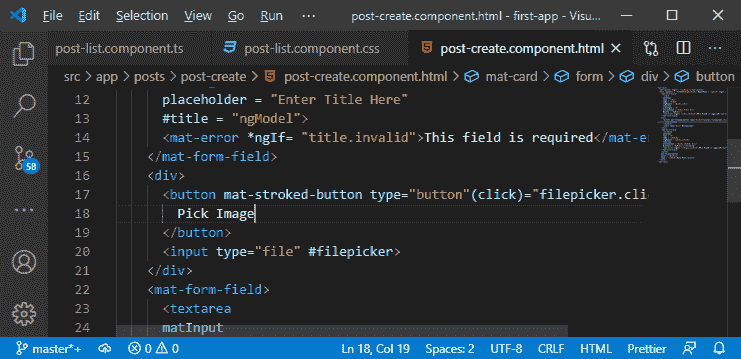 File Edit Selection View Go Run ... post-create.component.html - first-app - Visu...
post-list.component.ts post-list.component.css post-create.component.html
src > app > posts > post-create > post-create.component.html > mat-card > form > div > button
12 placeholder = "Enter Title Here"
13 #title = "ngModel">
14 <mat-error *ngIf= "title.invalid">This field is required</mat-e
15 </mat-form-field>
16 <div>
17 <button mat-stroked-button type="button"(click)="filepicker.cli
18 Pick Image
19 </button>
20 <input type="file" #filepicker>
21 </div>
22 <mat-form-field>
23 <textarea
24 matInput
58
master*+ 0 0 Ln 18, Col 19 Spaces: 2 UTF-8 CRLF HTML Prettier